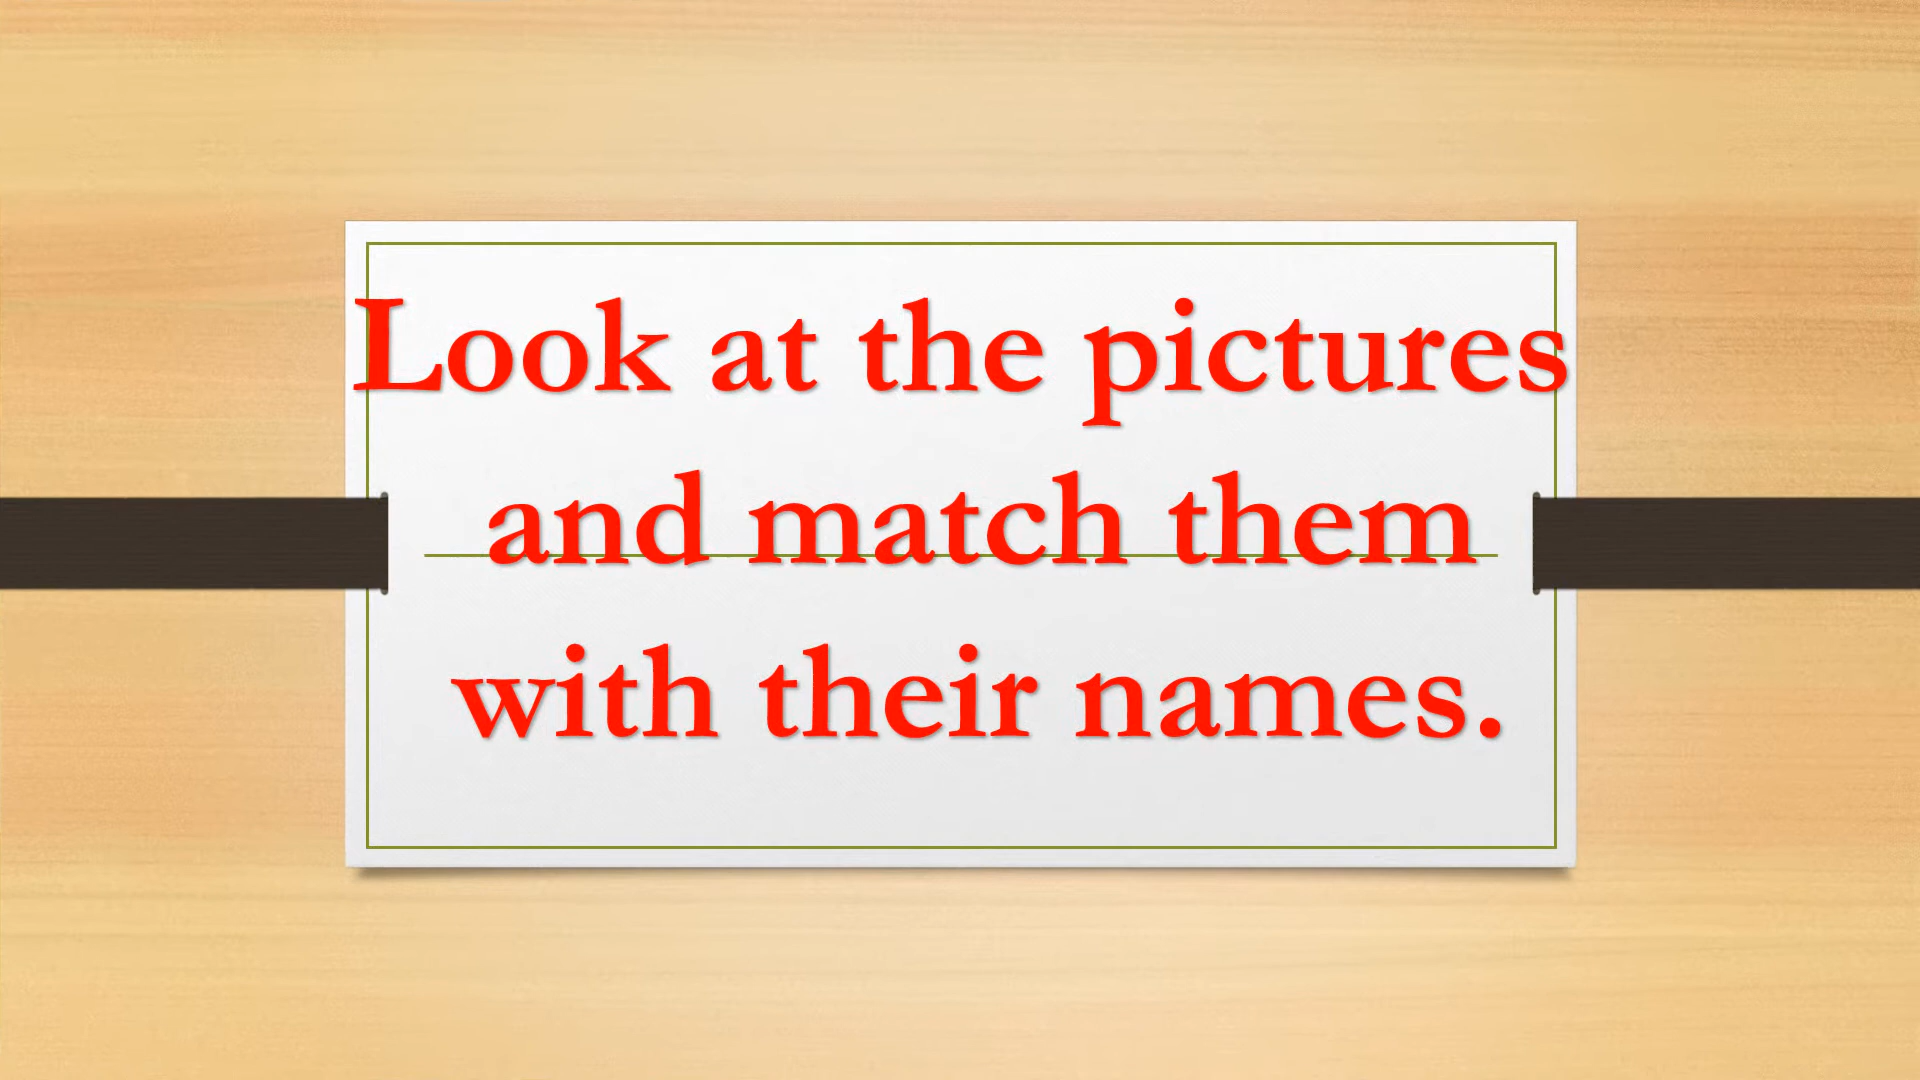 Look at the pictures
and match them
with their names.